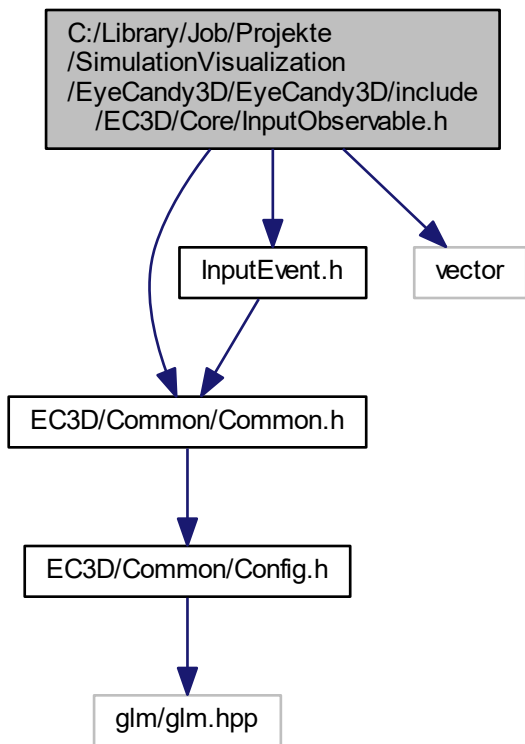 C:/Library/Job/Projekte
/SimulationVisualization
/EyeCandy3D/EyeCandy3D/include
/EC3D/Core/InputObservable.h
InputEvent.h
vector
EC3D/Common/Common.h
EC3D/Common/Config.h
glm/glm.hpp